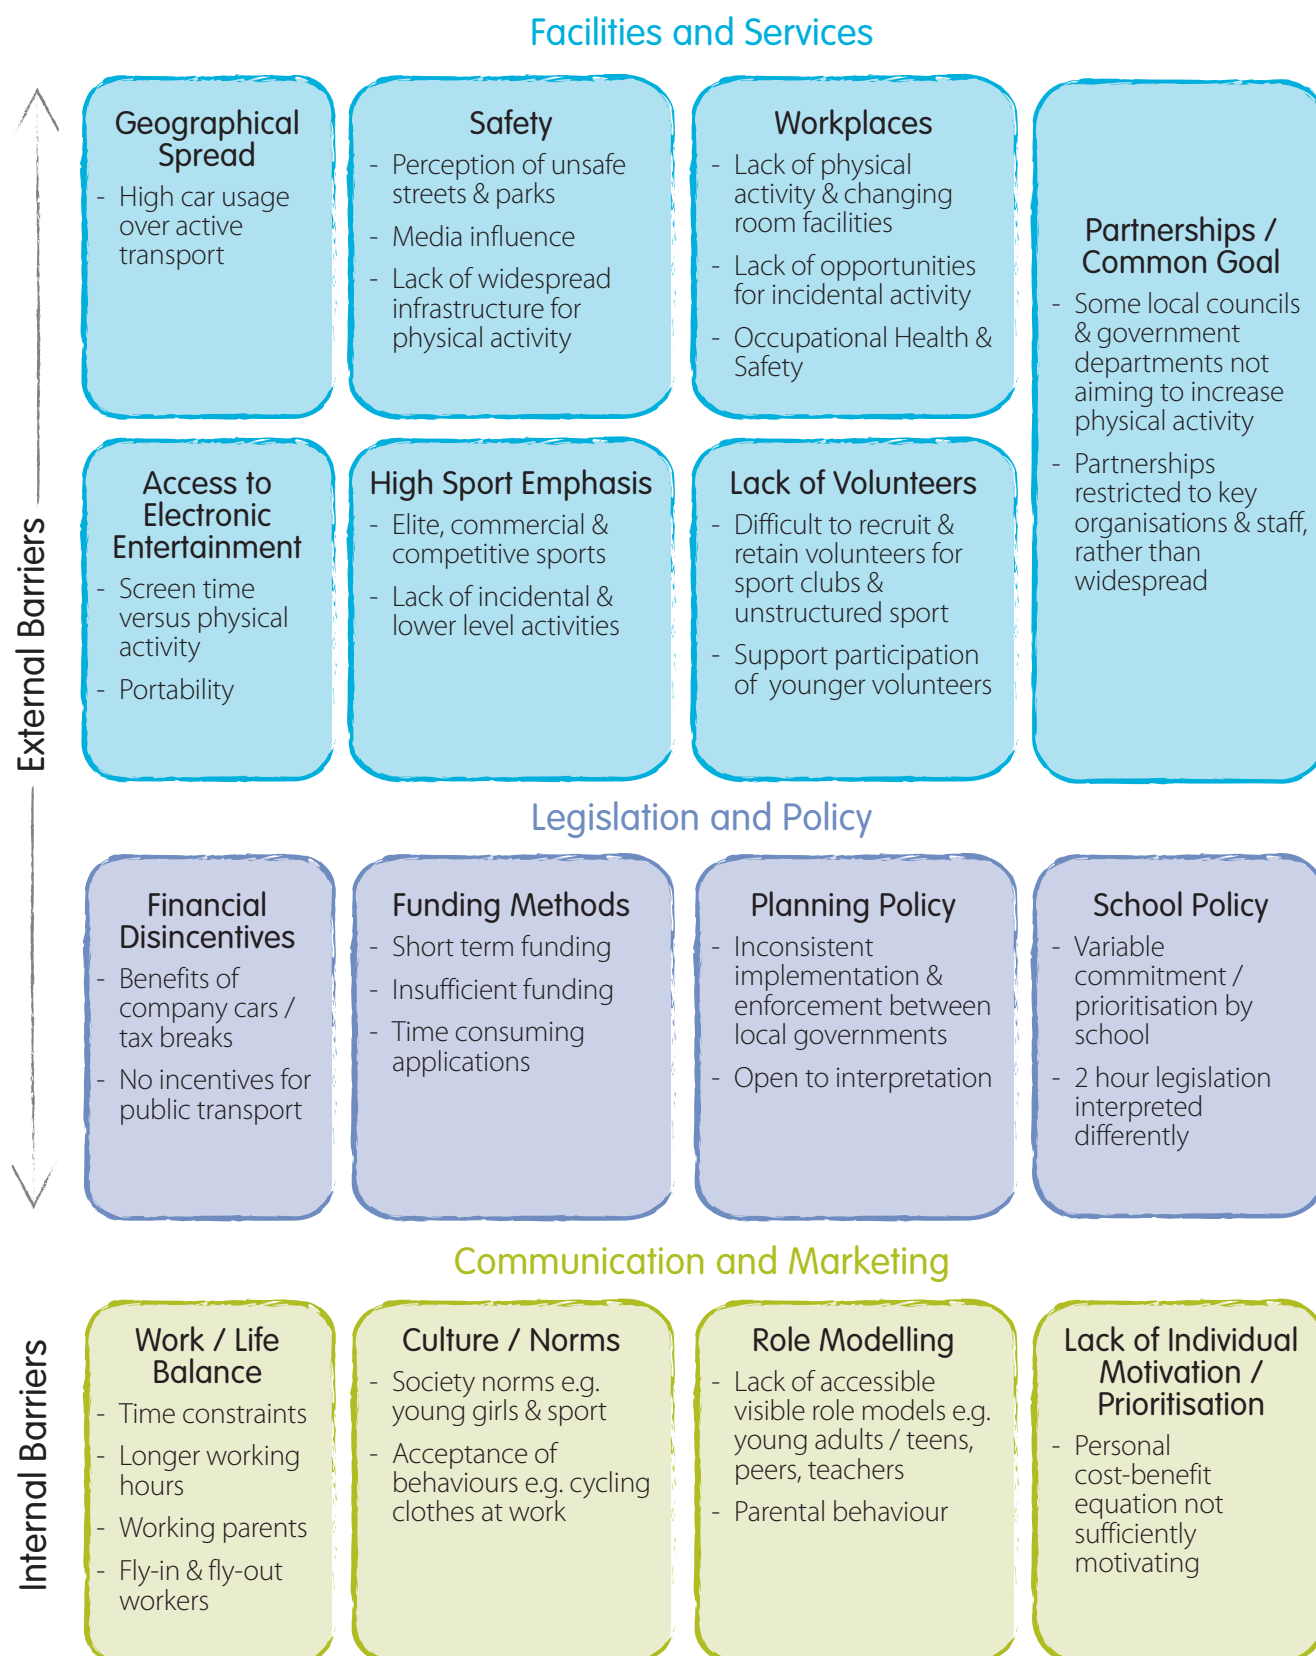 Facilities and Services
External Barriers
Geographical
Spread
- High car usage
over active
transport
Safety
- Perception of unsafe
streets & parks
- Media influence
- Lack of widespread
infrastructure for
physical activity
Workplaces
- Lack of physical
activity & changing
room facilities
- Lack of opportunities
for incidental activity
- Occupational Health &
Safety
Partnerships /
Common Goal
- Some local councils
& government
departments not
aiming to increase
physical activity
- Partnerships
restricted to key
organisations & staff,
rather than
widespread
Access to
Electronic
Entertainment
- Screen time
versus physical
activity
- Portability
High Sport Emphasis
- Elite, commercial &
competitive sports
- Lack of incidental &
lower level activities
Lack of Volunteers
- Difficult to recruit &
retain volunteers for
sport clubs &
unstructured sport
- Support participation
of younger volunteers
Legislation and Policy
Financial
Disincentives
- Benefits of
company cars /
tax breaks
- No incentives for
public transport
Funding Methods
- Short term funding
- Insufficient funding
- Time consuming
applications
Planning Policy
- Inconsistent
implementation &
enforcement between
local governments
- Open to interpretation
School Policy
- Variable
commitment /
prioritisation by
school
- 2 hour legislation
interpreted
differently
Communication and Marketing
Internal Barriers
Work / Life
Balance
- Time constraints
- Longer working
hours
- Working parents
- Fly-in & fly-out
workers
Culture / Norms
- Society norms e.g.
young girls & sport
- Acceptance of
behaviours e.g. cycling
clothes at work
Role Modelling
- Lack of accessible
visible role models e.g.
young adults / teens,
peers, teachers
- Parental behaviour
Lack of Individual
Motivation /
Prioritisation
- Personal
cost-benefit
equation not
sufficiently
motivating